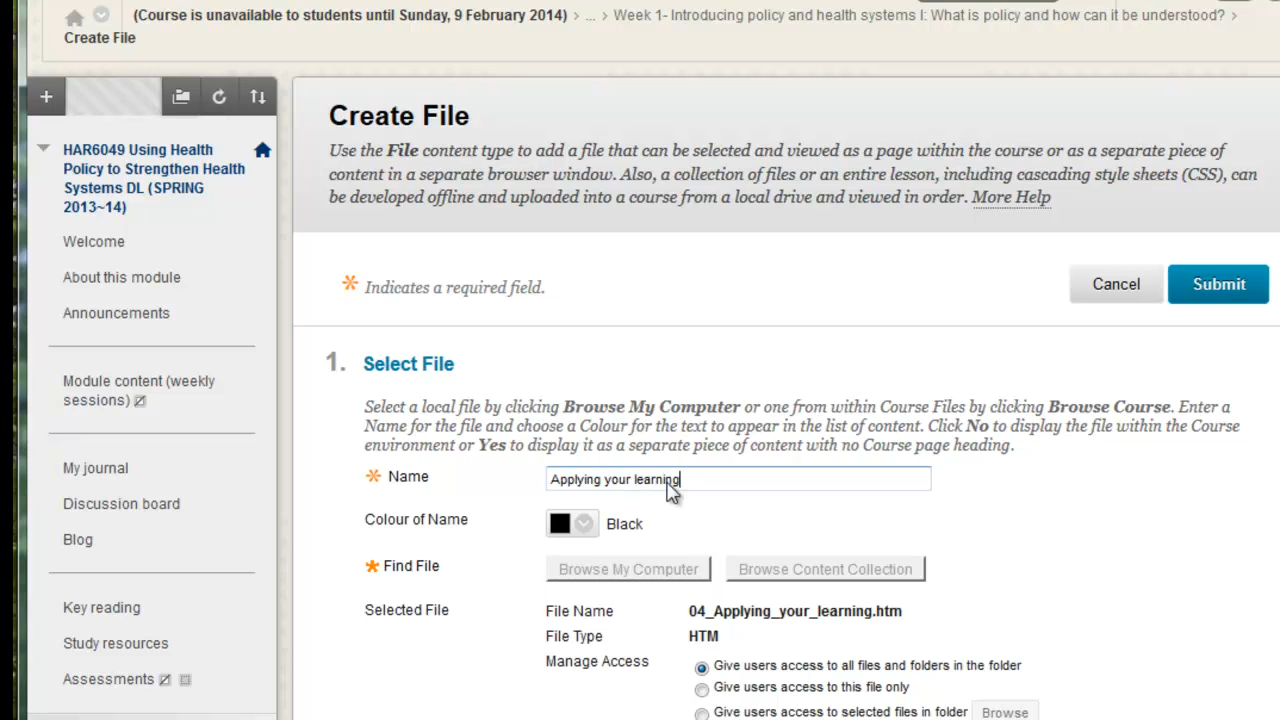 (Course is unavailable to students until Sunday, 9 February 2014) > ... > Week 1- Introducing policy and health systems I: What is policy and how can it be understood? >
Create File
HAR6049 Using Health
Policy to Strengthen Health
Systems DL (SPRING
2013~14)
Welcome
About this module
Announcements
Module content (weekly
sessions)
My journal
Discussion board
Blog
Key reading
Study resources
Assessments
Create File
Use the File content type to add a file that can be selected and viewed as a page within the course or as a separate piece of
content in a separate browser window. Also, a collection of files or an entire lesson, including cascading style sheets (CSS), can
be developed offline and uploaded into a course from a local drive and viewed in order. More Help
* Indicates a required field.
Cancel
Submit
1. Select File
Select a local file by clicking Browse My Computer or one from within Course Files by clicking Browse Course. Enter a
Name for the file and choose a Colour for the text to appear in the list of content. Click No to display the file within the Course
environment or Yes to display it as a separate piece of content with no Course page heading.
* Name
Applying your learning
Colour of Name
Black
* Find File
Browse My Computer
Browse Content Collection
Selected File
File Name
04_Applying_your_learning.htm
File Type
HTM
Manage Access
Give users access to all files and folders in the folder
Give users access to this file only
Give users access to selected files in folder
Browse